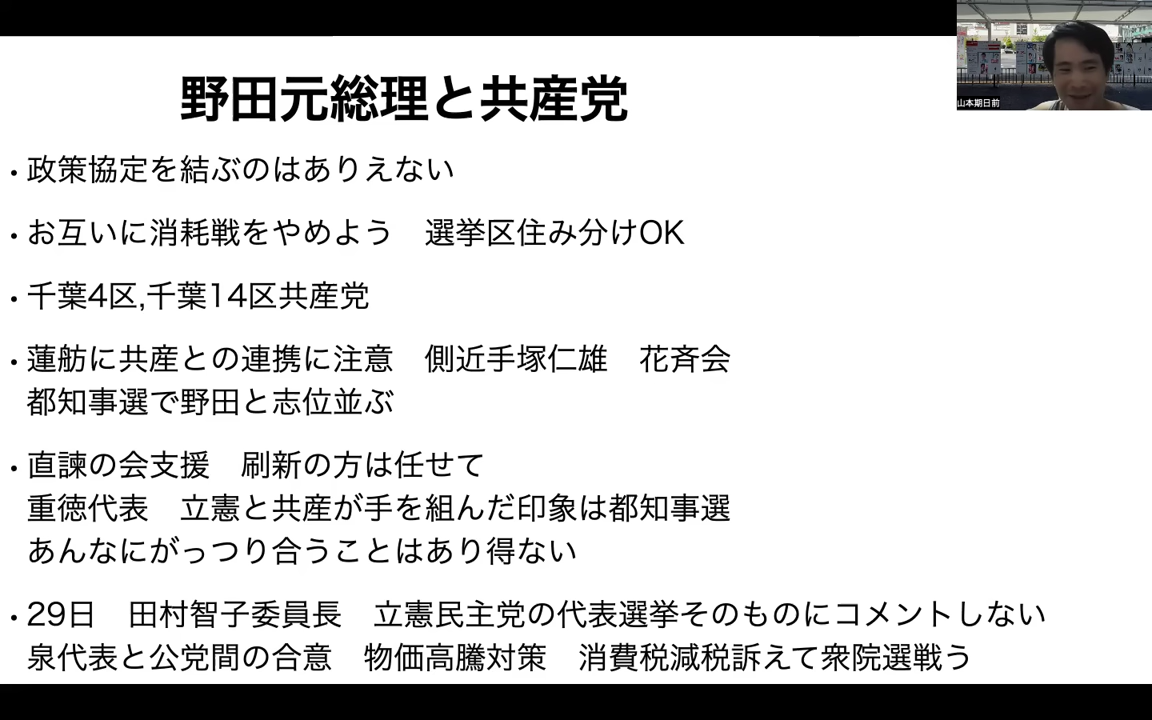 野田元総理と共産党
山本期日前
・政策協定を結ぶのはありえない
・お互いに消耗戦をやめよう　選挙区住み分けOK
・千葉4区,千葉14区共産党
・蓮舫に共産との連携に注意　側近手塚仁雄　花斉会
都知事選で野田と志位並ぶ
・直諫の会支援　刷新の方は任せて
重徳代表　立憲と共産が手を組んだ印象は都知事選
あんなにがっつり合うことはあり得ない
・29日　田村智子委員長　立憲民主党の代表選挙そのものにコメントしない
泉代表と公党間の合意　物価高騰対策　消費税減税訴えて衆院選戦う